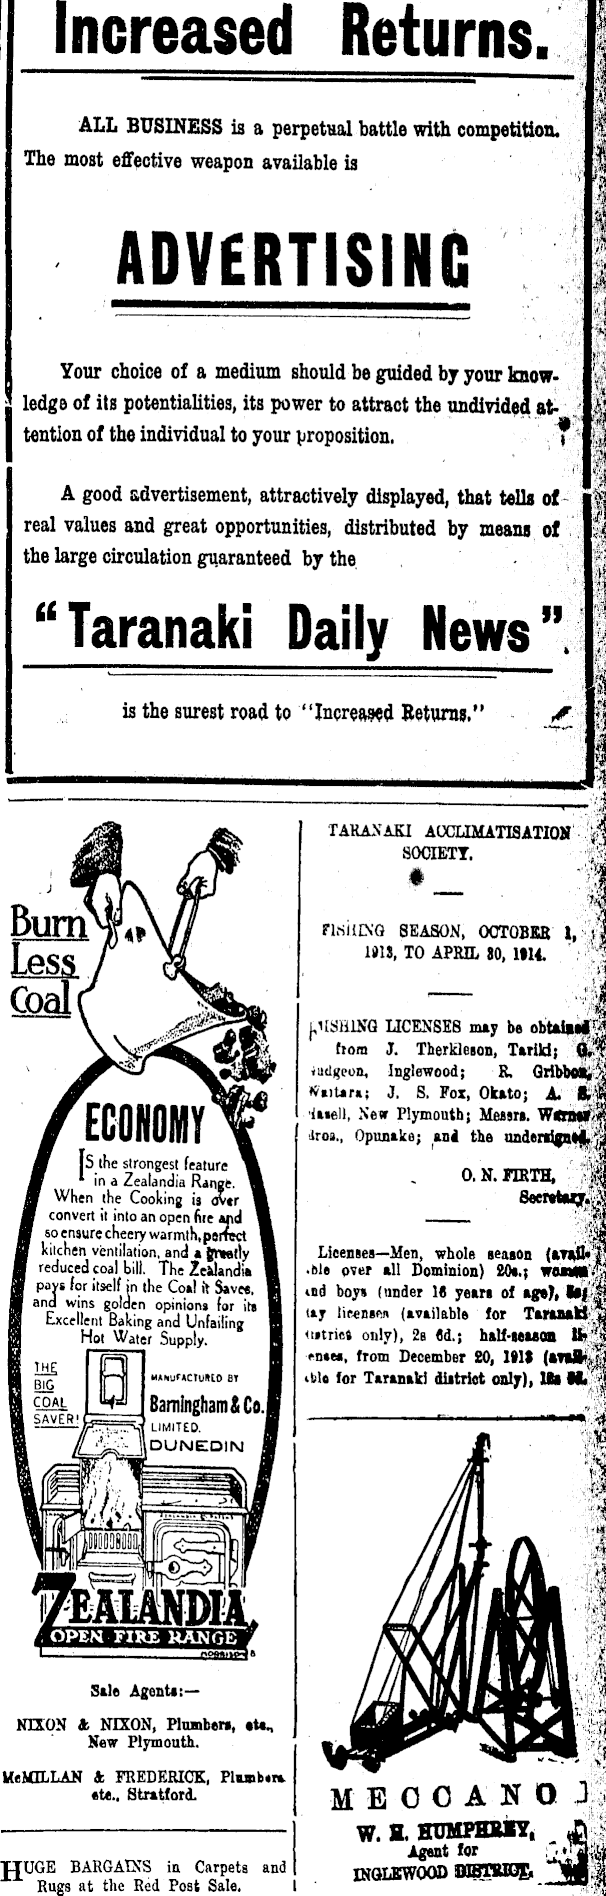 Increased Returns.
ALL BUSINESS is a perpetual battle with competition.
The most effective weapon available is
ADVERTISING
Your choice of a medium should be guided by your know-
ledge of its potentialities, its power to attract the undivided at-
tention of the individual to your proposition.
A good advertisement, attractively displayed, that tells of
real values and great opportunities, distributed by means of
the large circulation guaranteed by the
"Taranaki Daily News".
is the surest road to "Increased Returns."
Burn
Less
Coal
ECONOMY
IS the strongest feature
in a Zealandia Range.
When the Cooking is over
convert it into an open fire and
so ensure cheery warmth, perfect
kitchen ventilation, and a greatly
reduced coal bill. The Zealandia
pays for itself in the Coal it Saves,
and wins golden opinions for its
Excellent Baking and Unfailing
Hot Water Supply.
THE
BIG
COAL
SAVER!
MANUFACTURED BY
Barningham & Co.
LIMITED.
DUNEDIN
ZEALANDIA
OPEN FIRE RANGE
Sale Agents:—
NIXON & NIXON, Plumbers, etc.,
New Plymouth.
McMILLAN & FREDERICK, Plumbers
etc., Stratford.
HUGE BARGAINS in Carpets and
Rugs at the Red Post Sale.
TARANAKI ACCLIMATISATION
SOCIETY.
FISHING SEASON, OCTOBER 1,
1913, TO APRIL 30, 1914.
FISHING LICENSES may be obtained
from J. Therkleson, Tariki; G.
udgeon, Inglewood; R. Gribbon,
Waitara; J. S. Fox, Okato; A. S.
asell, New Plymouth; Messrs. Warner
Bros., Opunake; and the undersigned.
O. N. FIRTH,
Secretary.
Licenses—Men, whole season (avail-
able over all Dominion) 20s.; women
and boys (under 16 years of age),
day licenses (available for Taranaki
districts only), 2s 6d.; half-season li-
censes, from December 20, 1913 (avail-
able for Taranaki district only),
MECCANO
W. H. HUMPHREY,
Agent for
INGLEWOOD DISTRICT.